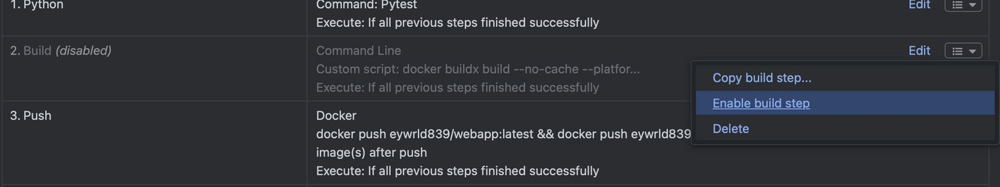 1. Python
Command: Pytest
Edit
Execute: If all previous steps finished successfully
2. Build (disabled)
Command Line
Edit
Custom script: docker buildx build --no-cache --platfor...
Execute: If all previous steps finished successfully
Copy build step...
Enable build step
Delete
3. Push
Docker
docker push eywrld839/webapp:latest && docker push eywrld839
image(s) after push
Execute: If all previous steps finished successfully